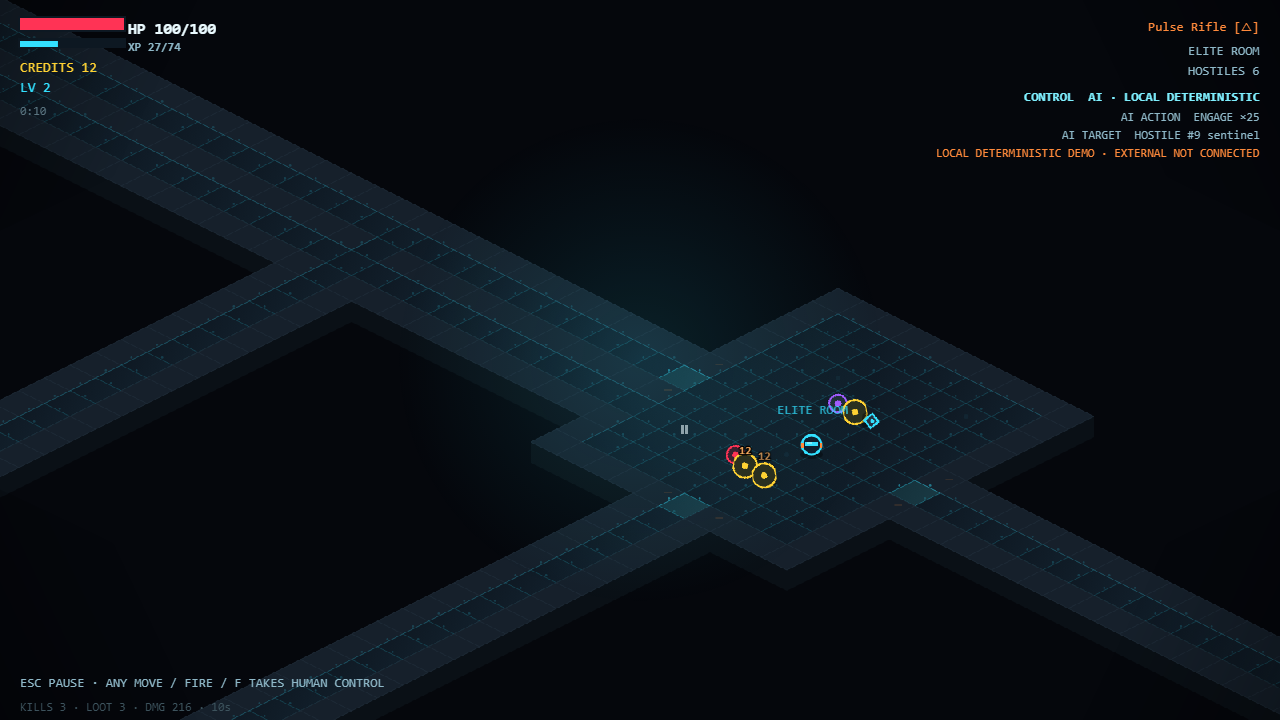 HP 100/100
XP 27/74
CREDITS 12
LV 2
0:10
Pulse Rifle [△]
ELITE ROOM
HOSTILES 6
CONTROL AI · LOCAL DETERMINISTIC
AI ACTION ENGAGE ×25
AI TARGET HOSTILE #9 sentinel
LOCAL DETERMINISTIC DEMO · EXTERNAL NOT CONNECTED
ELITE ROOM
12
12
ESC PAUSE · ANY MOVE / FIRE / F TAKES HUMAN CONTROL
KILLS 3 · LOOT 3 · DMG 216 · 10s